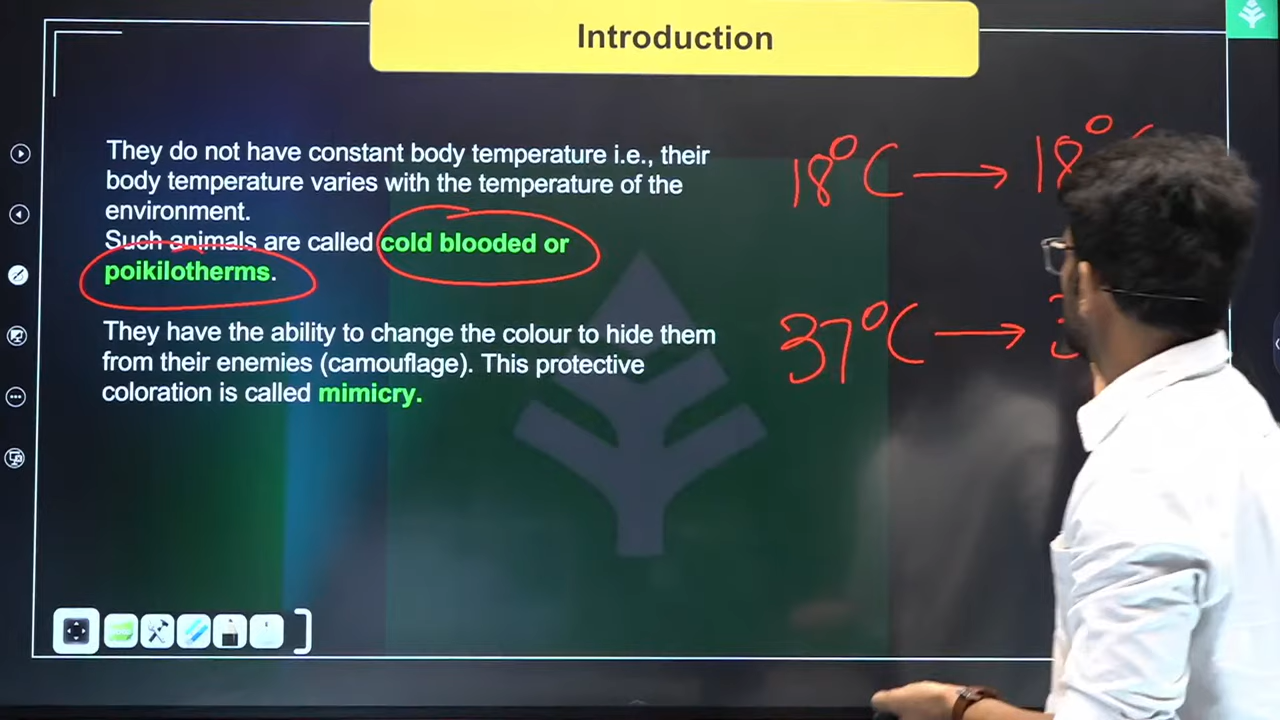 Introduction
They do not have constant body temperature i.e., their
body temperature varies with the temperature of the
environment.
Such animals are called cold blooded or
poikilotherms.
They have the ability to change the colour to hide them
from their enemies (camouflage). This protective
coloration is called mimicry.
18°C → 18°
37°C →